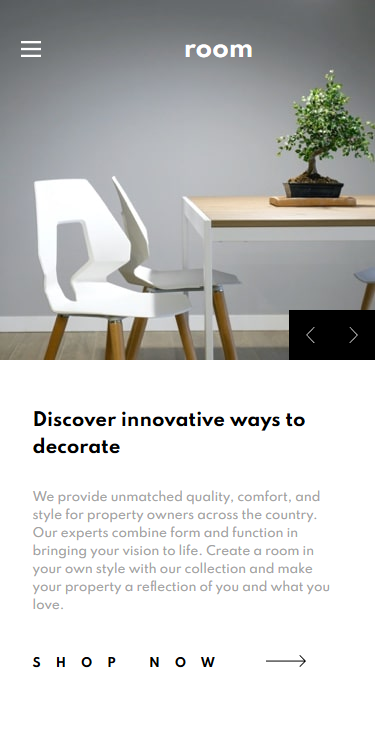 room
Discover innovative ways to
decorate
We provide unmatched quality, comfort, and
style for property owners across the country.
Our experts combine form and function in
bringing your vision to life. Create a room in
your own style with our collection and make
your property a reflection of you and what you
love.
SHOP NOW